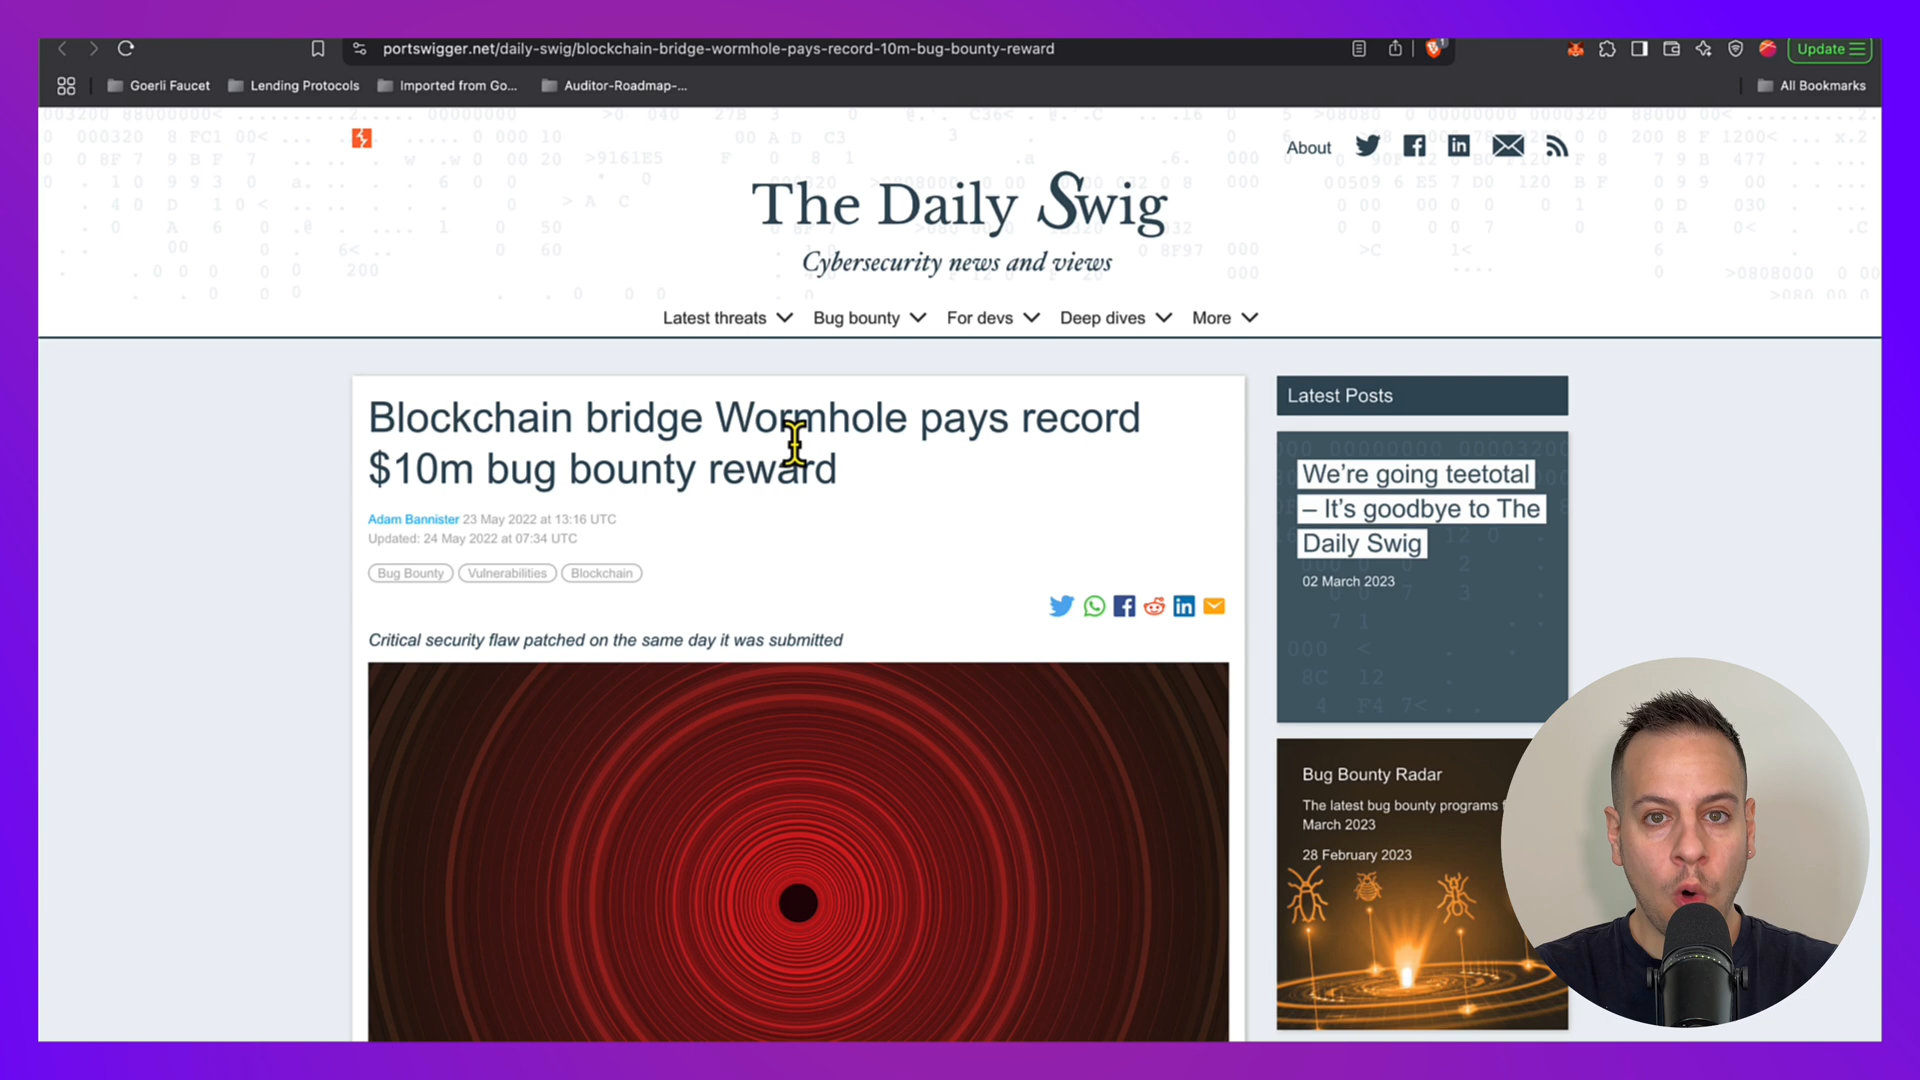 portswigger.net/daily-swig/blockchain-bridge-wormhole-pays-record-10m-bug-bounty-reward
1
Update
Goerli Faucet
Lending Protocols
Imported from Go...
Auditor-Roadmap-...
All Bookmarks
About
The Daily Swig
Cybersecurity news and views
Latest threats
Bug bounty
For devs
Deep dives
More
Blockchain bridge Wormhole pays record
$10m bug bounty reward
Adam Bannister 23 May 2022 at 13:16 UTC
Updated: 24 May 2022 at 07:34 UTC
Bug Bounty
Vulnerabilities
Blockchain
Critical security flaw patched on the same day it was submitted
Latest Posts
We're going teetotal
– It's goodbye to The
Daily Swig
02 March 2023
Bug Bounty Radar
The latest bug bounty programs
March 2023
28 February 2023